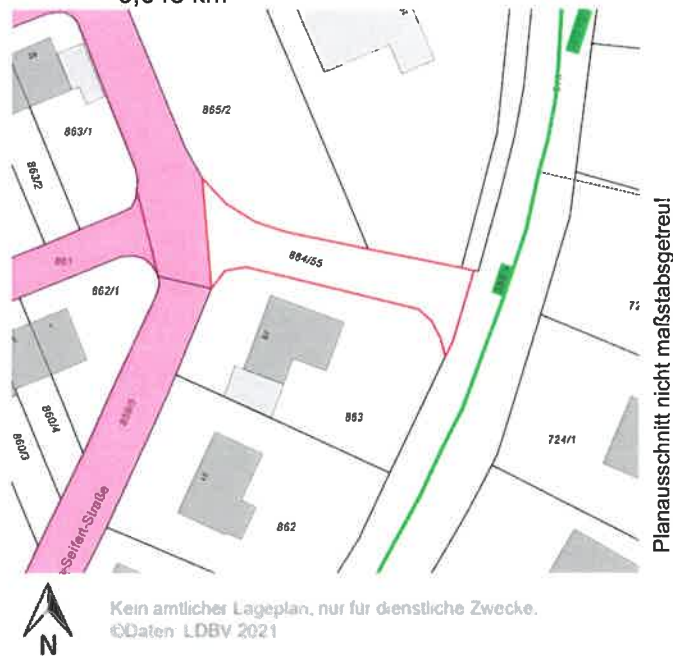 865/2
863/1
863/2
861
884/55
862/1
863
860/4
860/3
724/1
862
-Seifert-Straße
Planausschnitt nicht maßstabsgetreu!
Kein amtlicher Lageplan, nur für dienstliche Zwecke.
©Daten: LDBV 2021
N